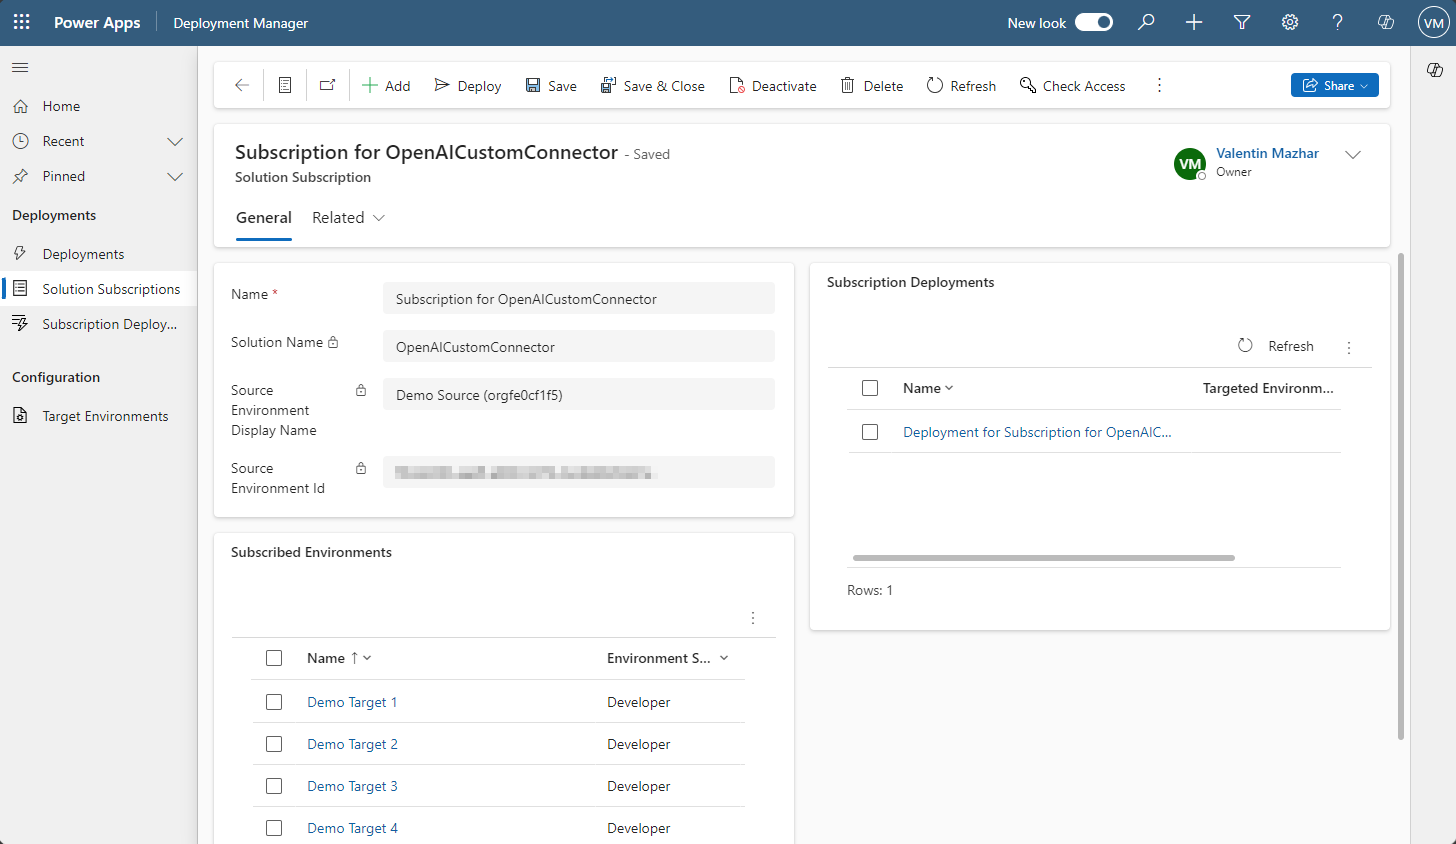 Power Apps Deployment Manager New look VM
Home
Recent
Pinned
Deployments
Deployments
Solution Subscriptions
Subscription Deploy...
Configuration
Target Environments
Add Deploy Save Save & Close Deactivate Delete Refresh Check Access Share
Subscription for OpenAICustomConnector - Saved
Solution Subscription
VM Valentin Mazhar
Owner
General Related
Name *
Subscription for OpenAICustomConnector
Solution Name
OpenAICustomConnector
Source
Environment
Display Name
Demo Source (orgfe0cf1f5)
Source
Environment Id
Subscribed Environments
Name ↑ Environment S...
Demo Target 1 Developer
Demo Target 2 Developer
Demo Target 3 Developer
Demo Target 4 Developer
Subscription Deployments
Refresh
Name Targeted Environm...
Deployment for Subscription for OpenAIC...
Rows: 1